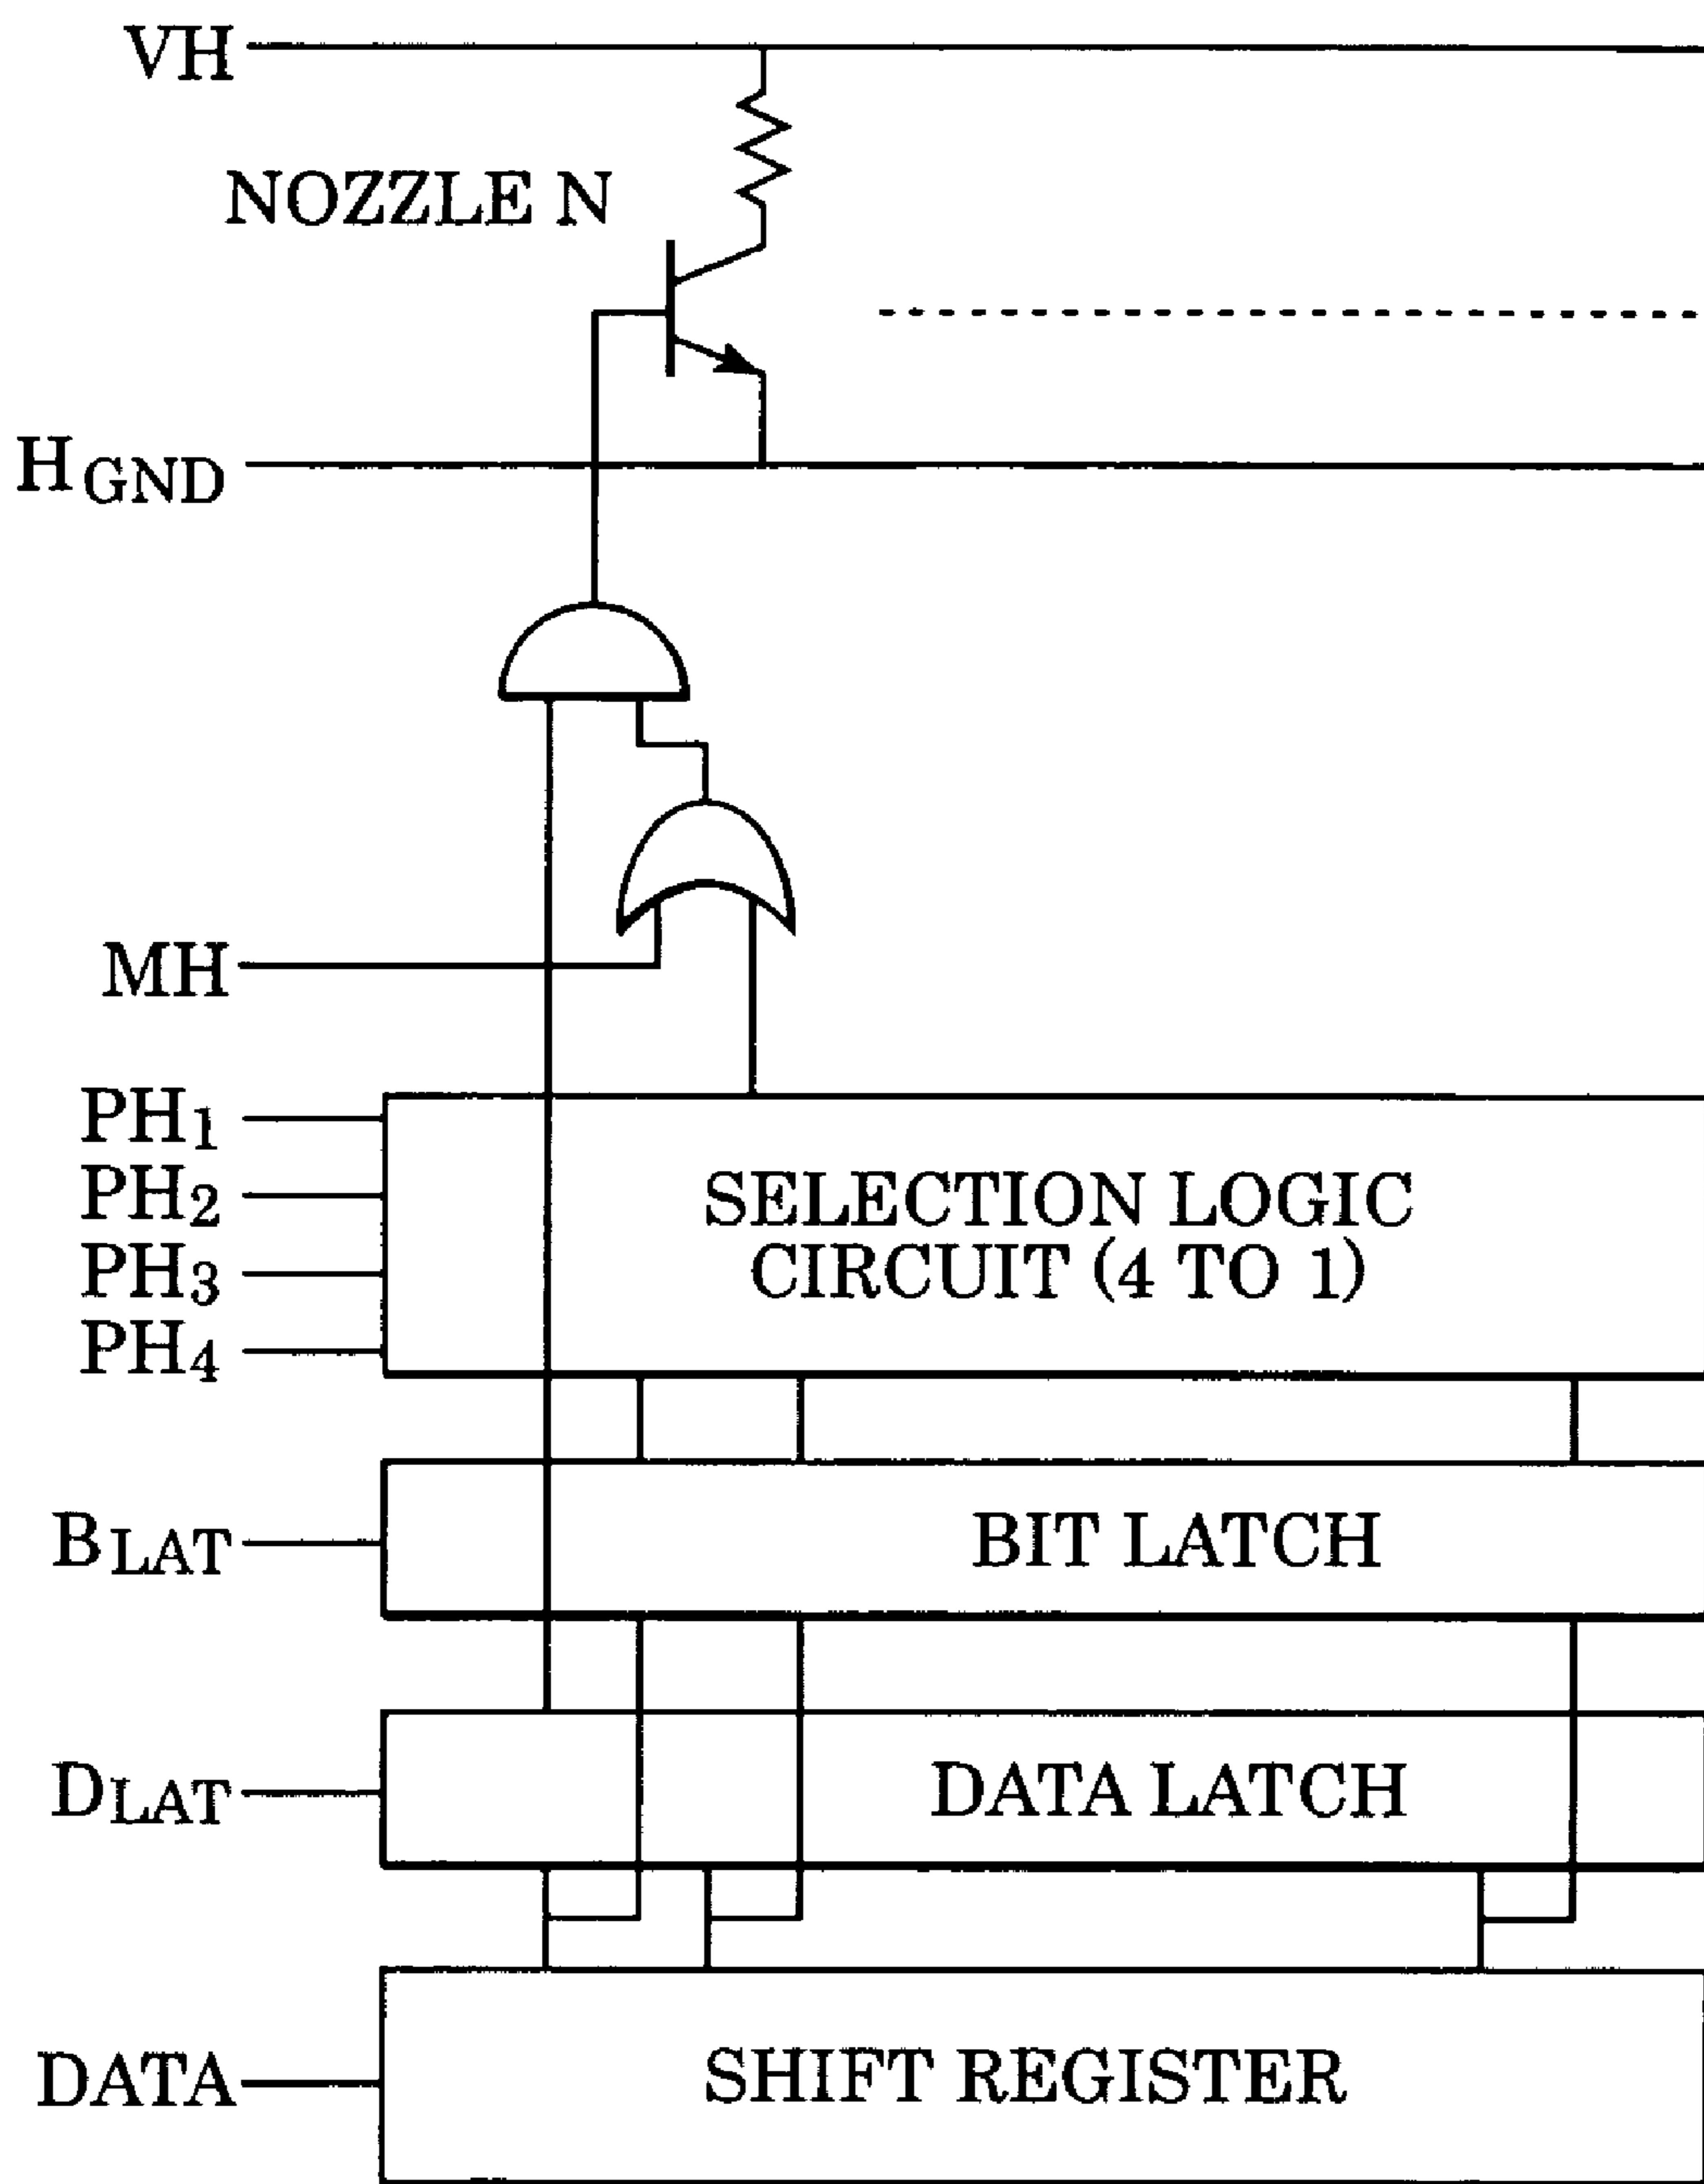 VH
NOZZLE N
HGND
MH
PH1
PH2
PH3
PH4
SELECTION LOGIC
CIRCUIT (4 TO 1)
BLAT
BIT LATCH
DLAT
DATA LATCH
DATA
SHIFT REGISTER